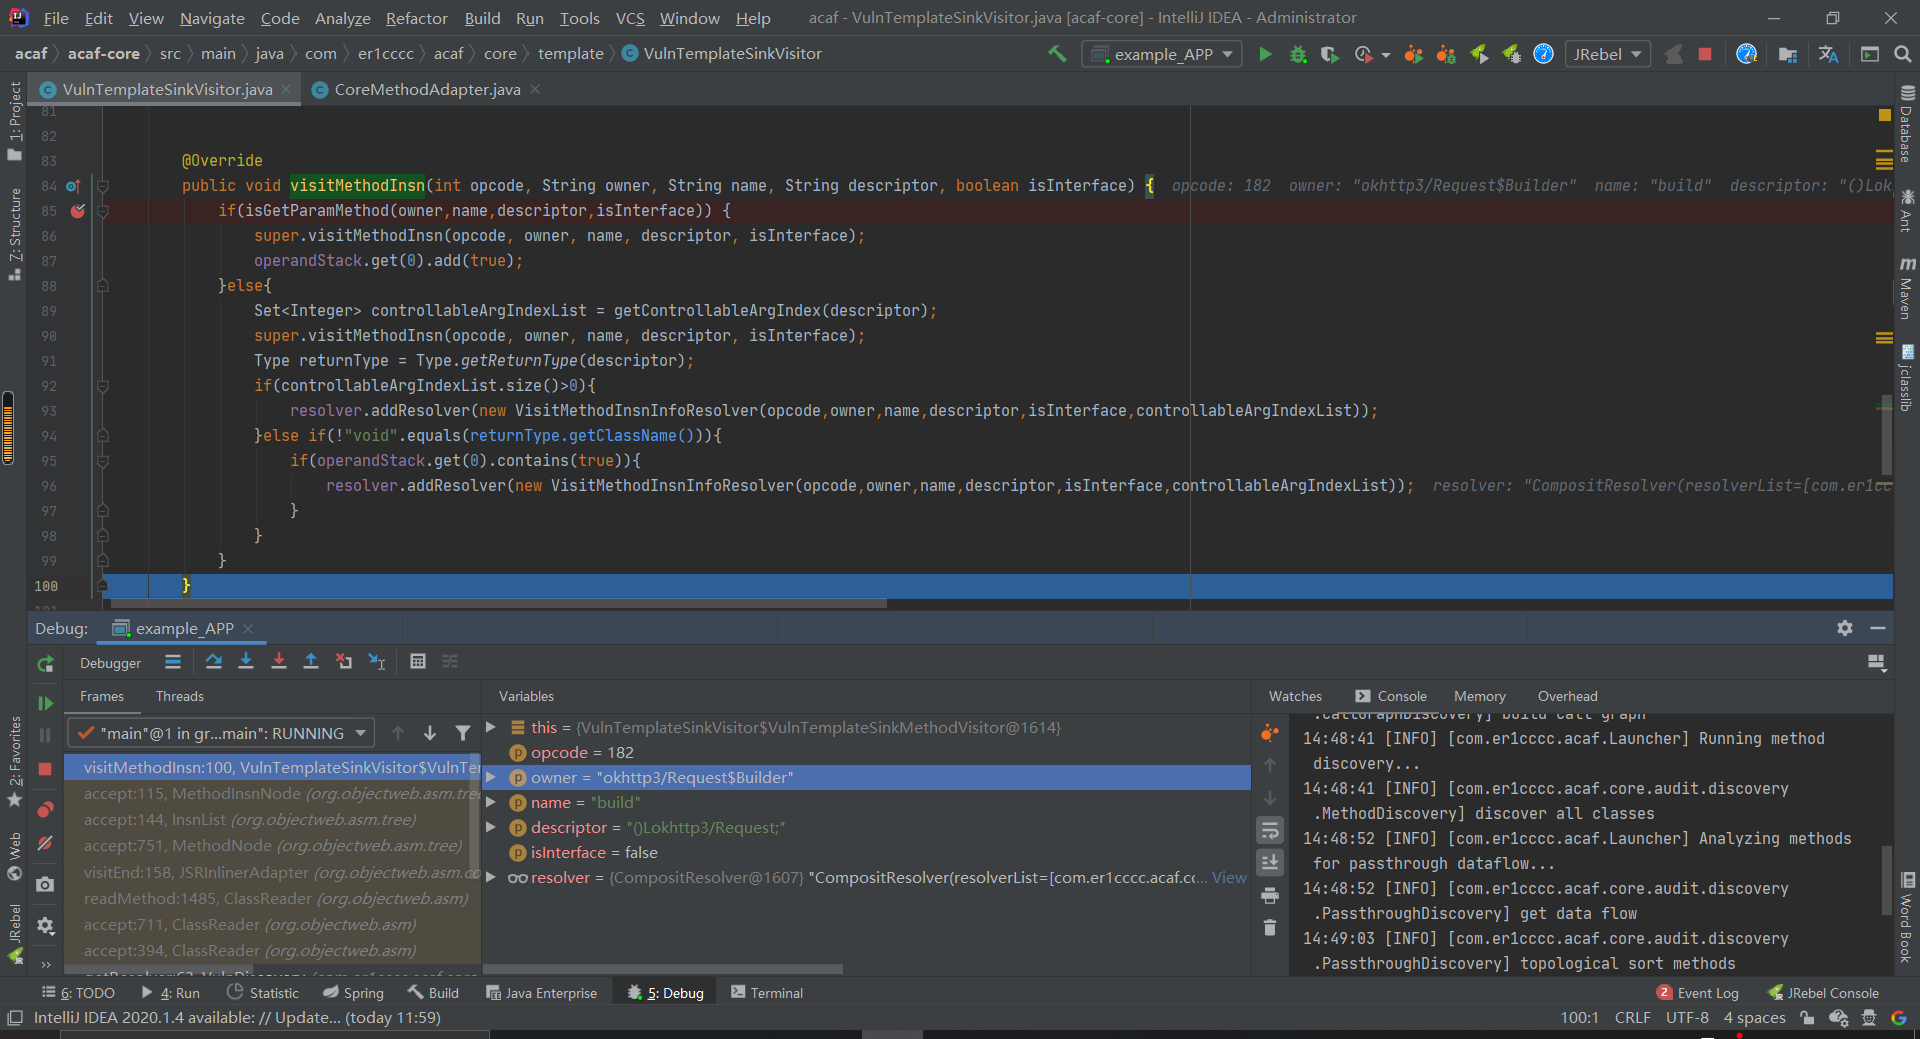 File Edit View Navigate Code Analyze Refactor Build Run Tools VCS Window Help acaf - VulnTemplateSinkVisitor.java [acaf-core] - IntelliJ IDEA - Administrator
acaf acaf-core src main java com er1cccc acaf core template VulnTemplateSinkVisitor example_APP JRebel
VulnTemplateSinkVisitor.java CoreMethodAdapter.java
81
82
83 @Override
84 public void visitMethodInsn(int opcode, String owner, String name, String descriptor, boolean isInterface) { opcode: 182 owner: "okhttp3/Request$Builder" name: "build" descriptor: "()Lok
85 if(isGetParamMethod(owner,name,descriptor,isInterface)) {
86 super.visitMethodInsn(opcode, owner, name, descriptor, isInterface);
87 operandStack.get(0).add(true);
88 }else{
89 Set<Integer> controllableArgIndexList = getControllableArgIndex(descriptor);
90 super.visitMethodInsn(opcode, owner, name, descriptor, isInterface);
91 Type returnType = Type.getReturnType(descriptor);
92 if(controllableArgIndexList.size()>0){
93 resolver.addResolver(new VisitMethodInsnInfoResolver(opcode,owner,name,descriptor,isInterface,controllableArgIndexList));
94 }else if(!"void".equals(returnType.getClassName())){
95 if(operandStack.get(0).contains(true)){
96 resolver.addResolver(new VisitMethodInsnInfoResolver(opcode,owner,name,descriptor,isInterface,controllableArgIndexList)); resolver: "CompositResolver(resolverList=[com.er1cc
97 }
98 }
99 }
100 }
101
1: Project
7: Structure
2: Favorites
Web
JRebel
Database
Ant
Maven
jclasslib
Word Book
Debug: example_APP
Debugger
Frames Threads
"main"@1 in gr...main": RUNNING
visitMethodInsn:100, VulnTemplateSinkVisitor$VulnTe
accept:115, MethodInsnNode (org.objectweb.asm.tree
accept:144, InsnList (org.objectweb.asm.tree)
accept:751, MethodNode (org.objectweb.asm.tree)
visitEnd:158, JSRInlinerAdapter (org.objectweb.asm.co
readMethod:1485, ClassReader (org.objectweb.asm)
accept:711, ClassReader (org.objectweb.asm)
accept:394, ClassReader (org.objectweb.asm)
getResolver:62, VulnDiscovery (com.er1cccc.acaf.core
Variables
this = {VulnTemplateSinkVisitor$VulnTemplateSinkMethodVisitor@1614}
opcode = 182
owner = "okhttp3/Request$Builder"
name = "build"
descriptor = "()Lokhttp3/Request;"
isInterface = false
resolver = {CompositResolver@1607} "CompositResolver(resolverList=[com.er1cccc.acaf.cc... View
Watches Console Memory Overhead
.CallGraphDiscovery] build call graph
14:48:41 [INFO] [com.er1cccc.acaf.Launcher] Running method
discovery...
14:48:41 [INFO] [com.er1cccc.acaf.core.audit.discovery
.MethodDiscovery] discover all classes
14:48:52 [INFO] [com.er1cccc.acaf.Launcher] Analyzing methods
for passthrough dataflow...
14:48:52 [INFO] [com.er1cccc.acaf.core.audit.discovery
.PassthroughDiscovery] get data flow
14:49:03 [INFO] [com.er1cccc.acaf.core.audit.discovery
.PassthroughDiscovery] topological sort methods
6: TODO 4: Run Statistic Spring Build Java Enterprise 5: Debug Terminal 2 Event Log JRebel Console
IntelliJ IDEA 2020.1.4 available: // Update... (today 11:59) 100:1 CRLF UTF-8 4 spaces